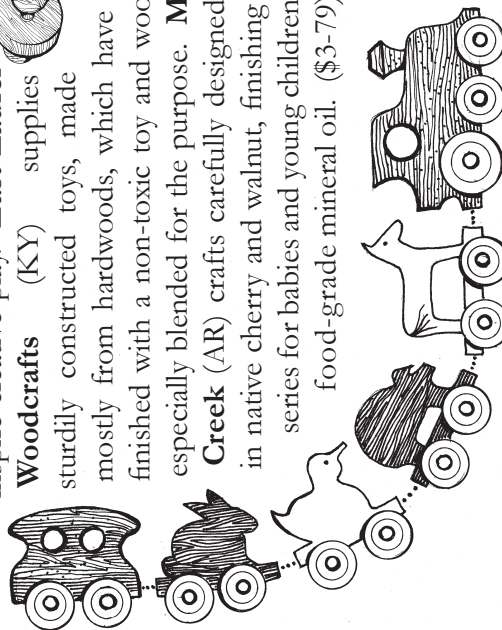 Woodcrafts (KY) supplies
sturdily constructed toys, made
mostly from hardwoods, which have
finished with a non-toxic toy and
especially blended for the purpose.
Creek (AR) crafts carefully designed
in native cherry and walnut, finishing
series for babies and young children
food-grade mineral oil. ($3-79)